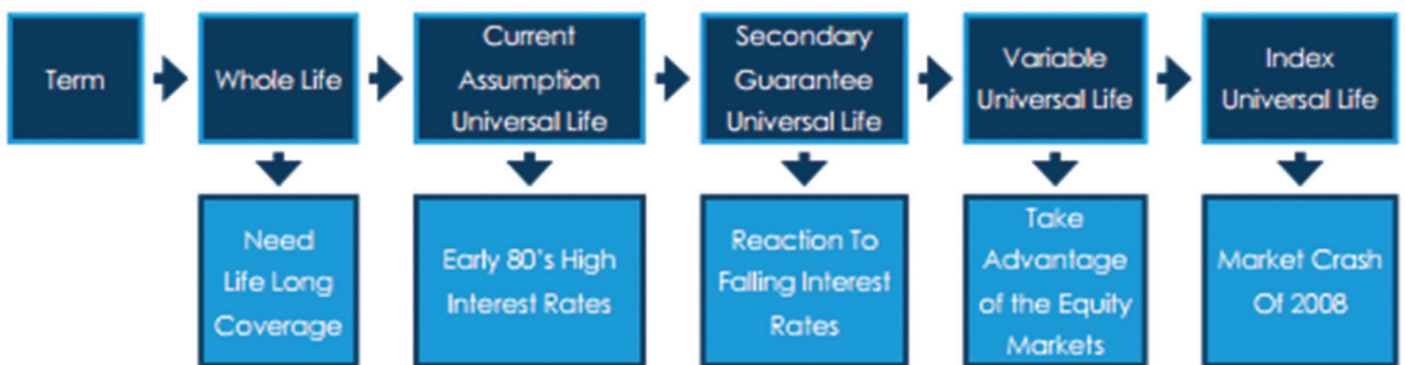 Term
Whole Life
Current
Assumption
Universal Life
Secondary
Guarantee
Universal Life
Variable
Universal Life
Index
Universal Life
Need
Life Long
Coverage
Early 80's High
Interest Rates
Reaction To
Falling Interest
Rates
Take
Advantage
of the Equity
Markets
Market Crash
Of 2008